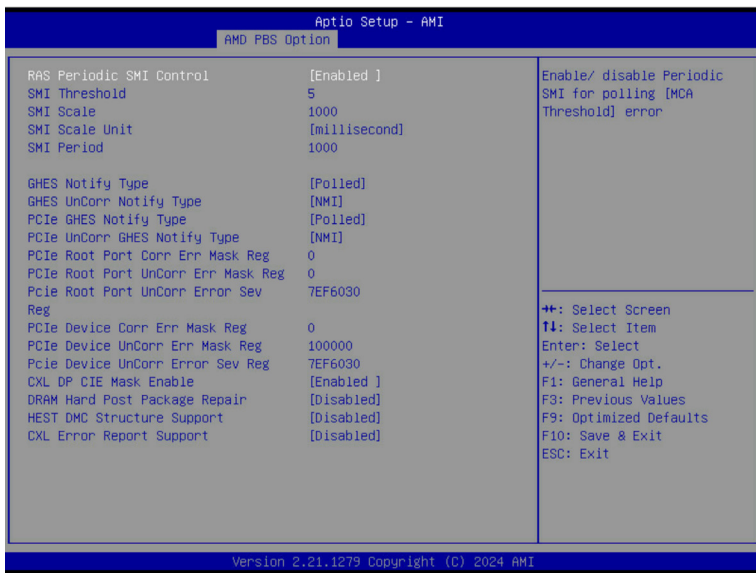 Aptio Setup – AMI
AMD PBS Option
RAS Periodic SMI Control [Enabled ]
SMI Threshold 5
SMI Scale 1000
SMI Scale Unit [millisecond]
SMI Period 1000
GHES Notify Type [Polled]
GHES UnCorr Notify Type [NMI]
PCIe GHES Notify Type [Polled]
PCIe UnCorr GHES Notify Type [NMI]
PCIe Root Port Corr Err Mask Reg 0
PCIe Root Port UnCorr Err Mask Reg 0
Pcie Root Port UnCorr Error Sev 7EF6030
Reg
PCIe Device Corr Err Mask Reg 0
PCIe Device UnCorr Err Mask Reg 100000
Pcie Device UnCorr Error Sev Reg 7EF6030
CXL DP CIE Mask Enable [Enabled ]
DRAM Hard Post Package Repair [Disabled]
HEST DMC Structure Support [Disabled]
CXL Error Report Support [Disabled]
Enable/ disable Periodic
SMI for polling [MCA
Threshold] error
→←: Select Screen
↑↓: Select Item
Enter: Select
+/-: Change Opt.
F1: General Help
F3: Previous Values
F9: Optimized Defaults
F10: Save & Exit
ESC: Exit
Version 2.21.1279 Copyright (C) 2024 AMI